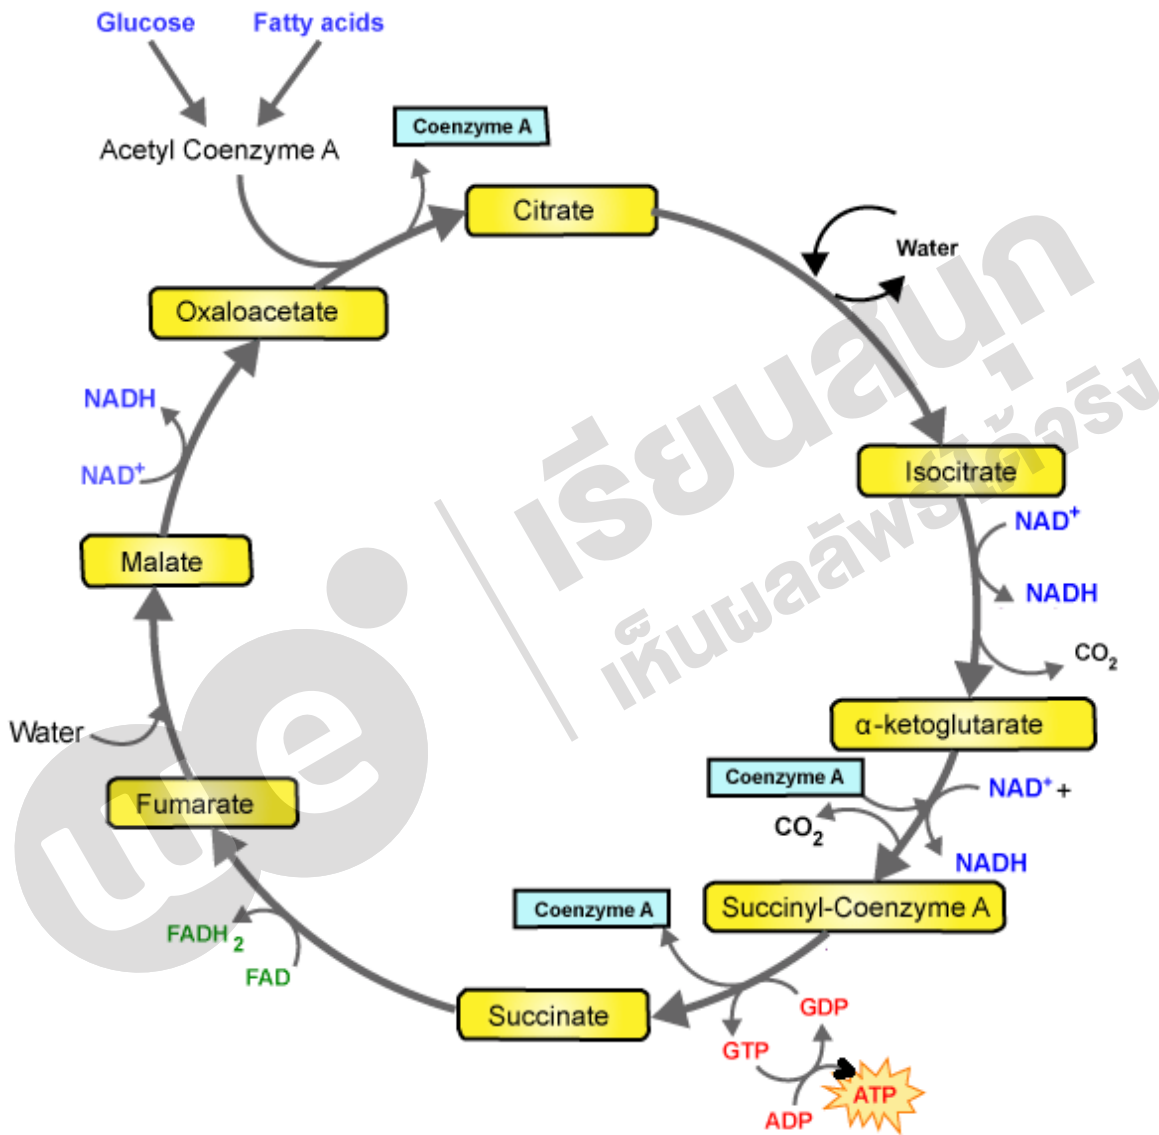 Glucose
Fatty acids
Acetyl Coenzyme A
Coenzyme A
Citrate
Water
Oxaloacetate
NADH
NAD⁺
Isocitrate
NAD⁺
NADH
CO₂
Malate
α-ketoglutarate
Water
Coenzyme A
NAD⁺ +
CO₂
NADH
Fumarate
Succinyl-Coenzyme A
Coenzyme A
FADH₂
FAD
Succinate
GDP
GTP
ATP
ADP
we
เรียนสนุก
เห็นผลลัพธ์ได้จริง